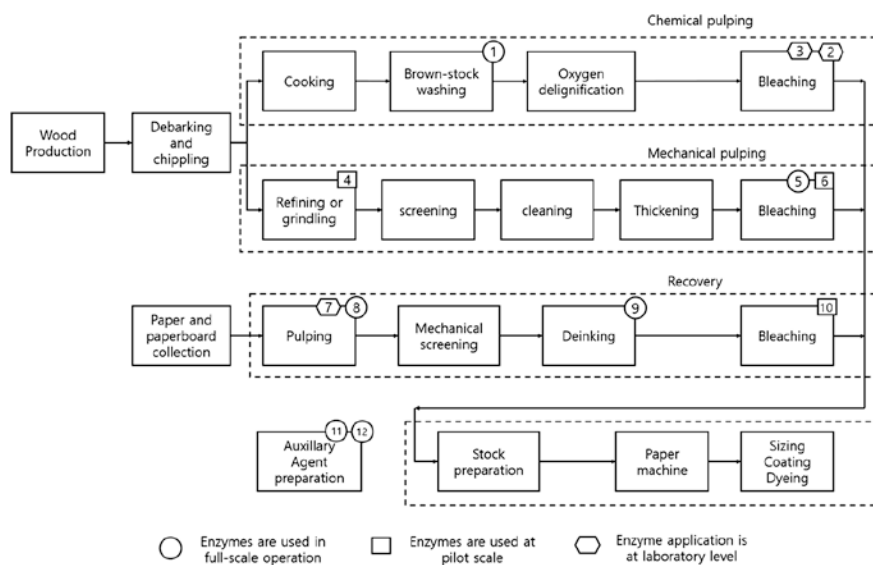 Chemical pulping
1
3
2
Cooking
Brown-stock
washing
Oxygen
delignification
Bleaching
Wood
Production
Debarking
and
chippling
Mechanical pulping
4
5
6
Refining or
grindling
screening
cleaning
Thickening
Bleaching
Recovery
7
8
9
10
Paper and
paperboard
collection
Pulping
Mechanical
screening
Deinking
Bleaching
11
12
Auxillary
Agent
preparation
Stock
preparation
Paper
machine
Sizing
Coating
Dyeing
Enzymes are used in
full-scale operation
Enzymes are used at
pilot scale
Enzyme application is
at laboratory level